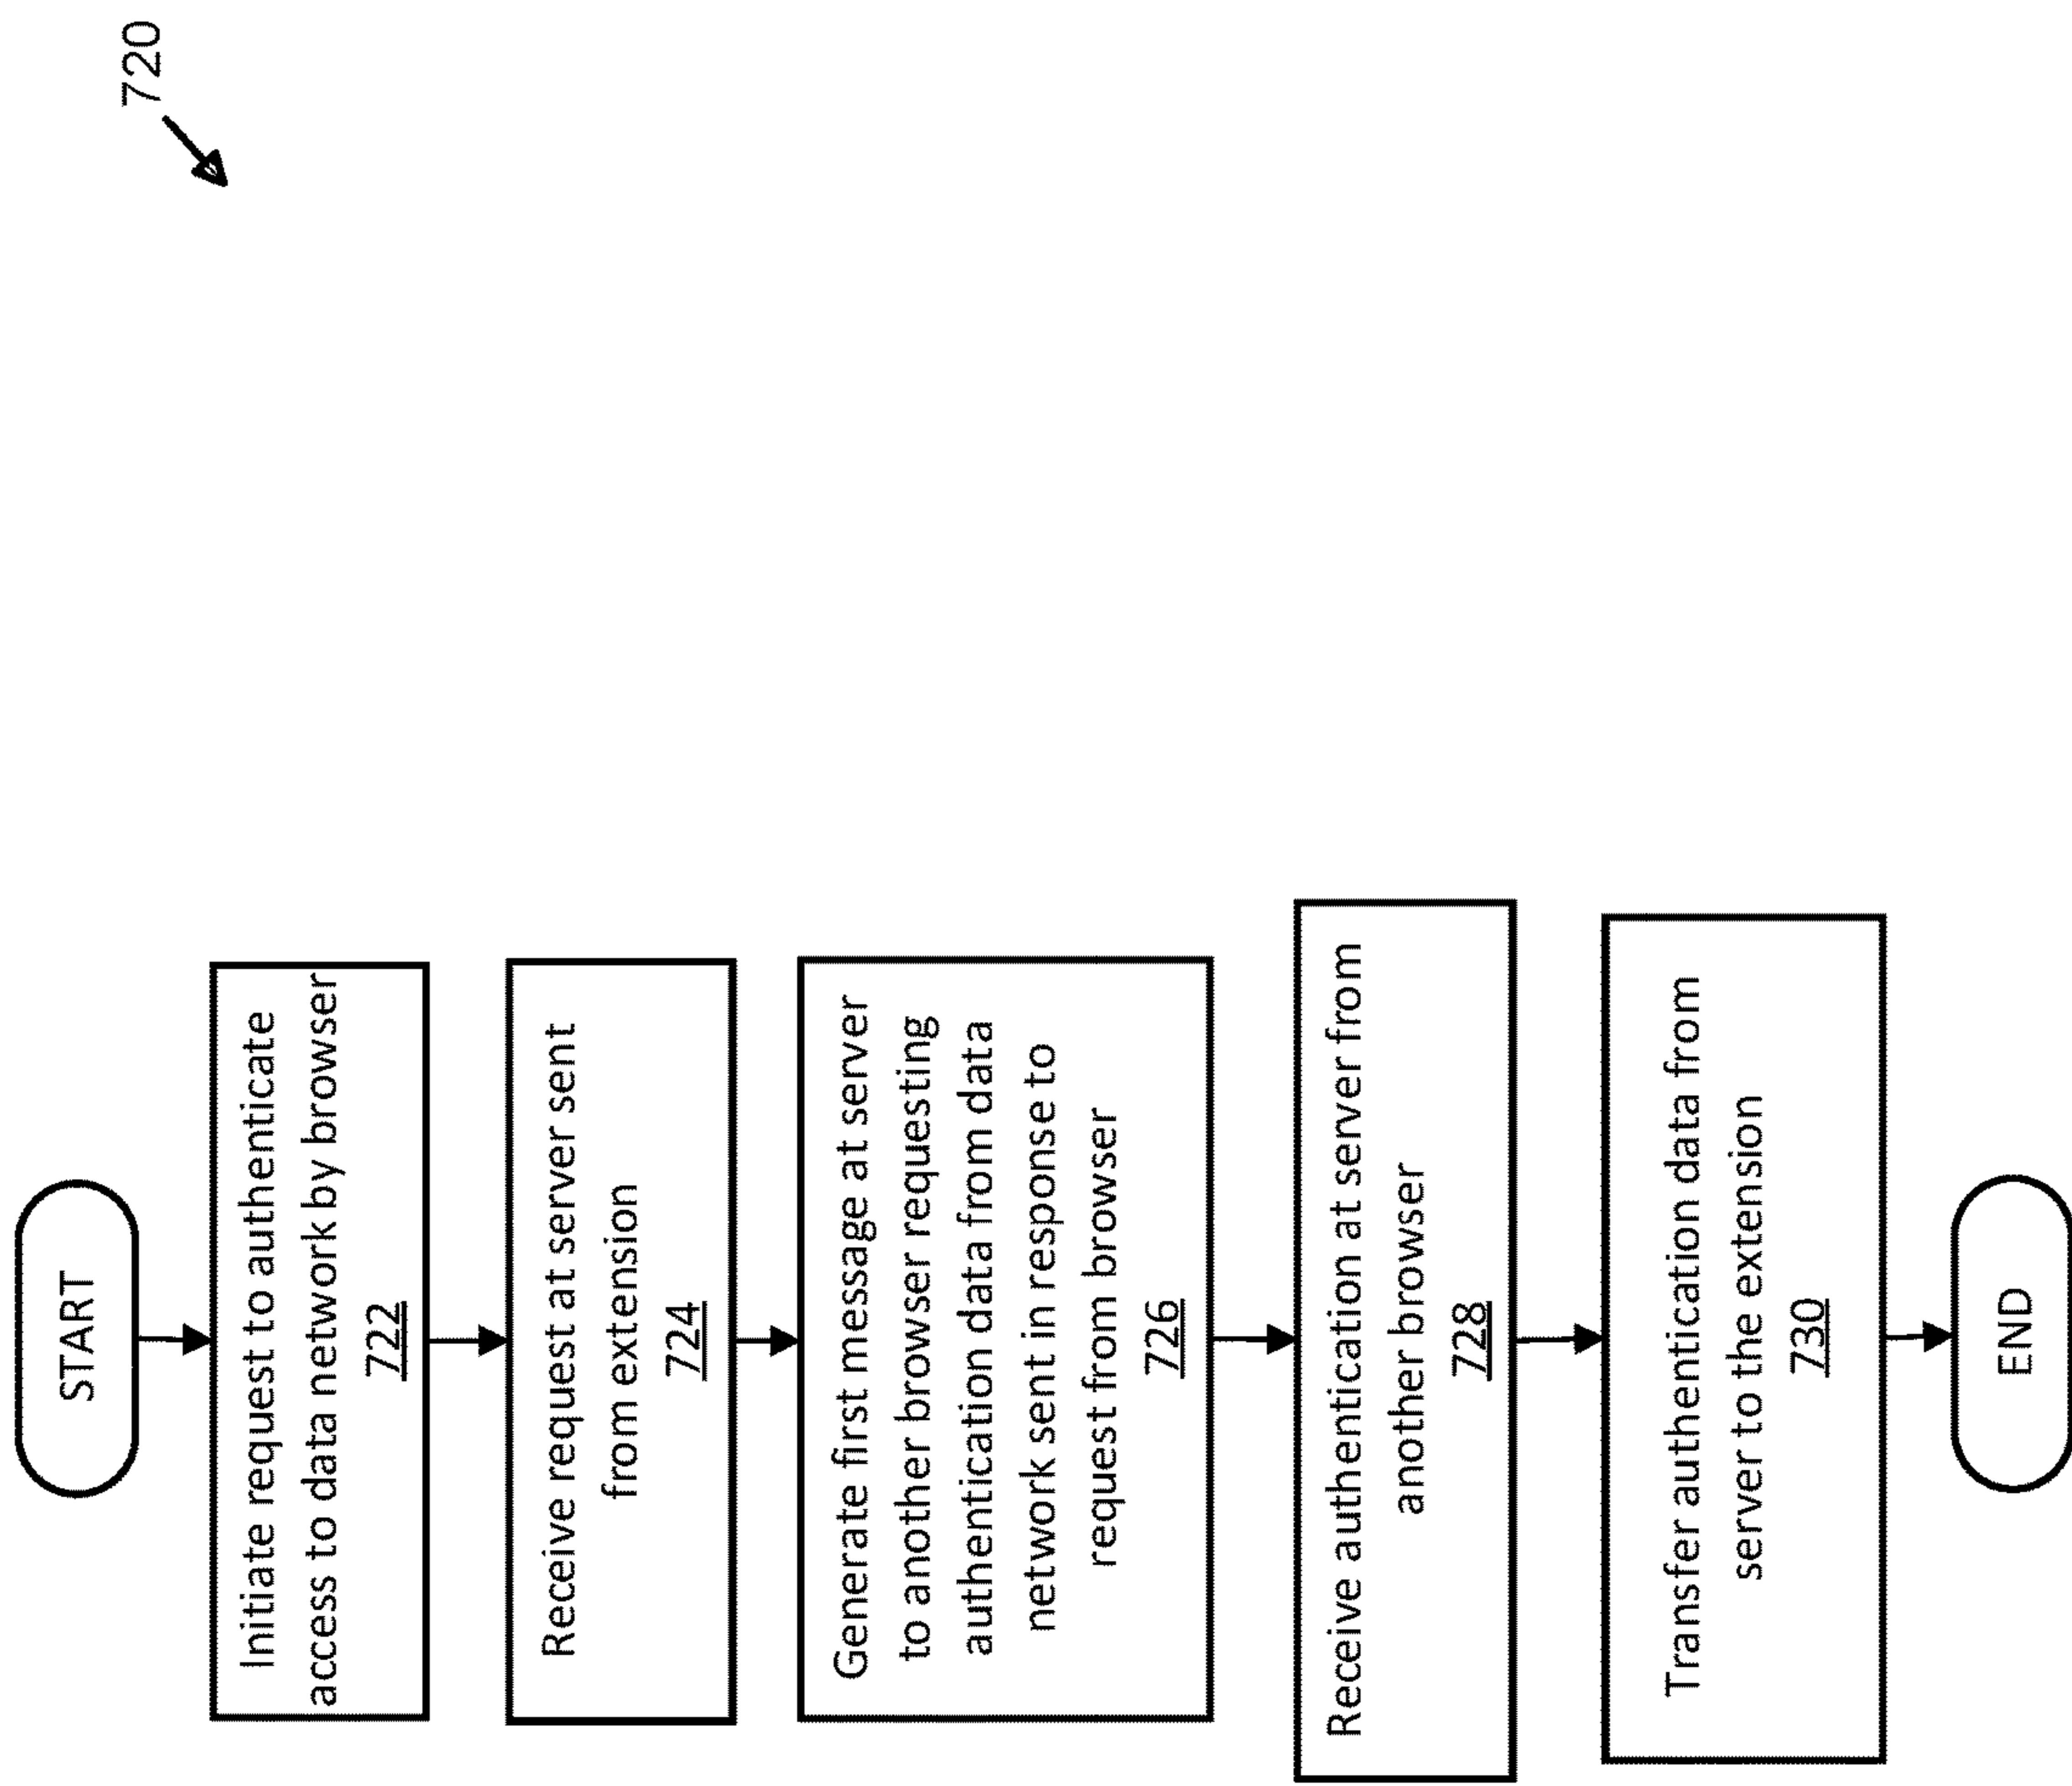 720
START
Initiate request to authenticate
access to data network by browser
722
Receive request at server sent
from extension
724
Generate first message at server
to another browser requesting
authentication data from data
network sent in response to
request from browser
726
Receive authentication at server from
another browser
728
Transfer authentication data from
server to the extension
730
END